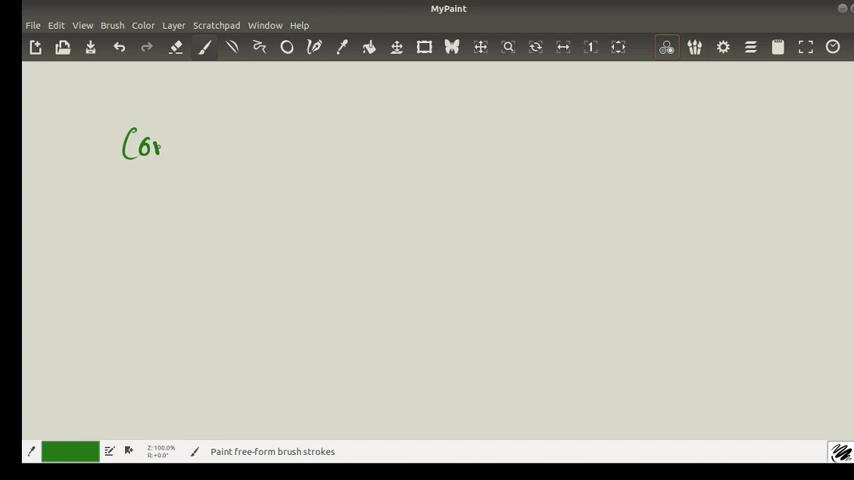 MyPaint
File Edit View Brush Color Layer Scratchpad Window Help
Z: 100.0%
R: +0.0°
Paint free-form brush strokes